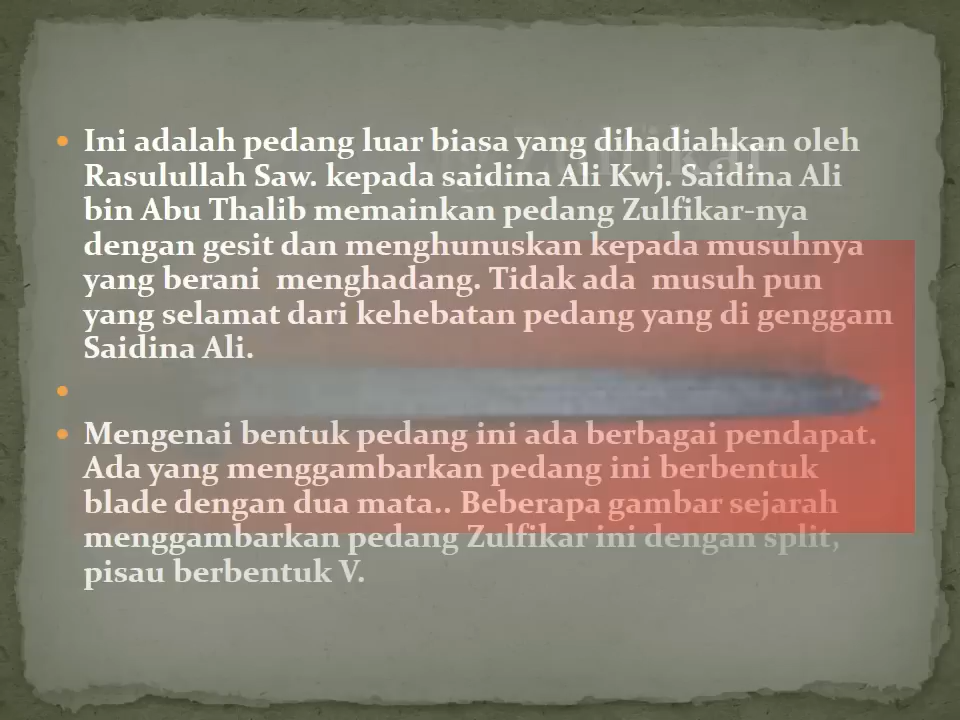 Ini adalah pedang luar biasa yang dihadiahkan oleh
Rasulullah Saw. kepada saidina Ali Kwj. Saidina Ali
bin Abu Thalib memainkan pedang Zulfikar-nya
dengan gesit dan menghunuskan kepada musuhnya
yang berani  menghadang. Tidak ada  musuh pun
yang selamat dari kehebatan pedang yang di genggam
Saidina Ali.
Mengenai bentuk pedang ini ada berbagai pendapat.
Ada yang menggambarkan pedang ini berbentuk
blade dengan dua mata.. Beberapa gambar sejarah
menggambarkan pedang Zulfikar ini dengan split,
pisau berbentuk V.